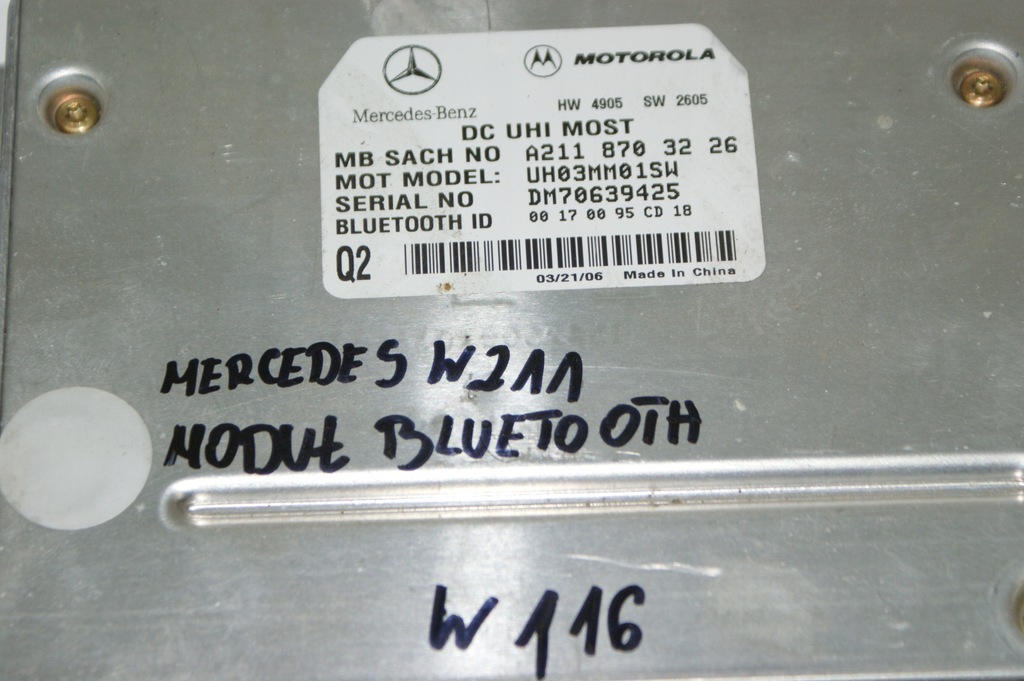 Mercedes-Benz
MOTOROLA
HW 4905 SW 2605
DC UHI MOST
MB SACH NO A211 870 32 26
MOT MODEL: UH03MM01SW
SERIAL NO DM70639425
BLUETOOTH ID 00 17 00 95 CD 18
Q2
03/21/06 Made In China
MERCEDES W211
MODUŁ BLUETOOTH
W116